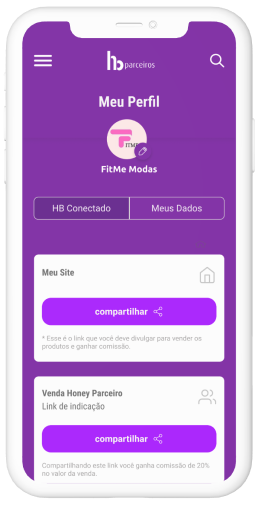 hb parceiros
Meu Perfil
FITME
FitMe Modas
HB Conectado
Meus Dados
Meu Site
compartilhar
* Esse é o link que você deve divulgar para vender os
produtos e ganhar comissão.
Venda Honey Parceiro
Link de indicação
compartilhar
Compartilhando este link você ganha comissão de 20%
no valor da venda.